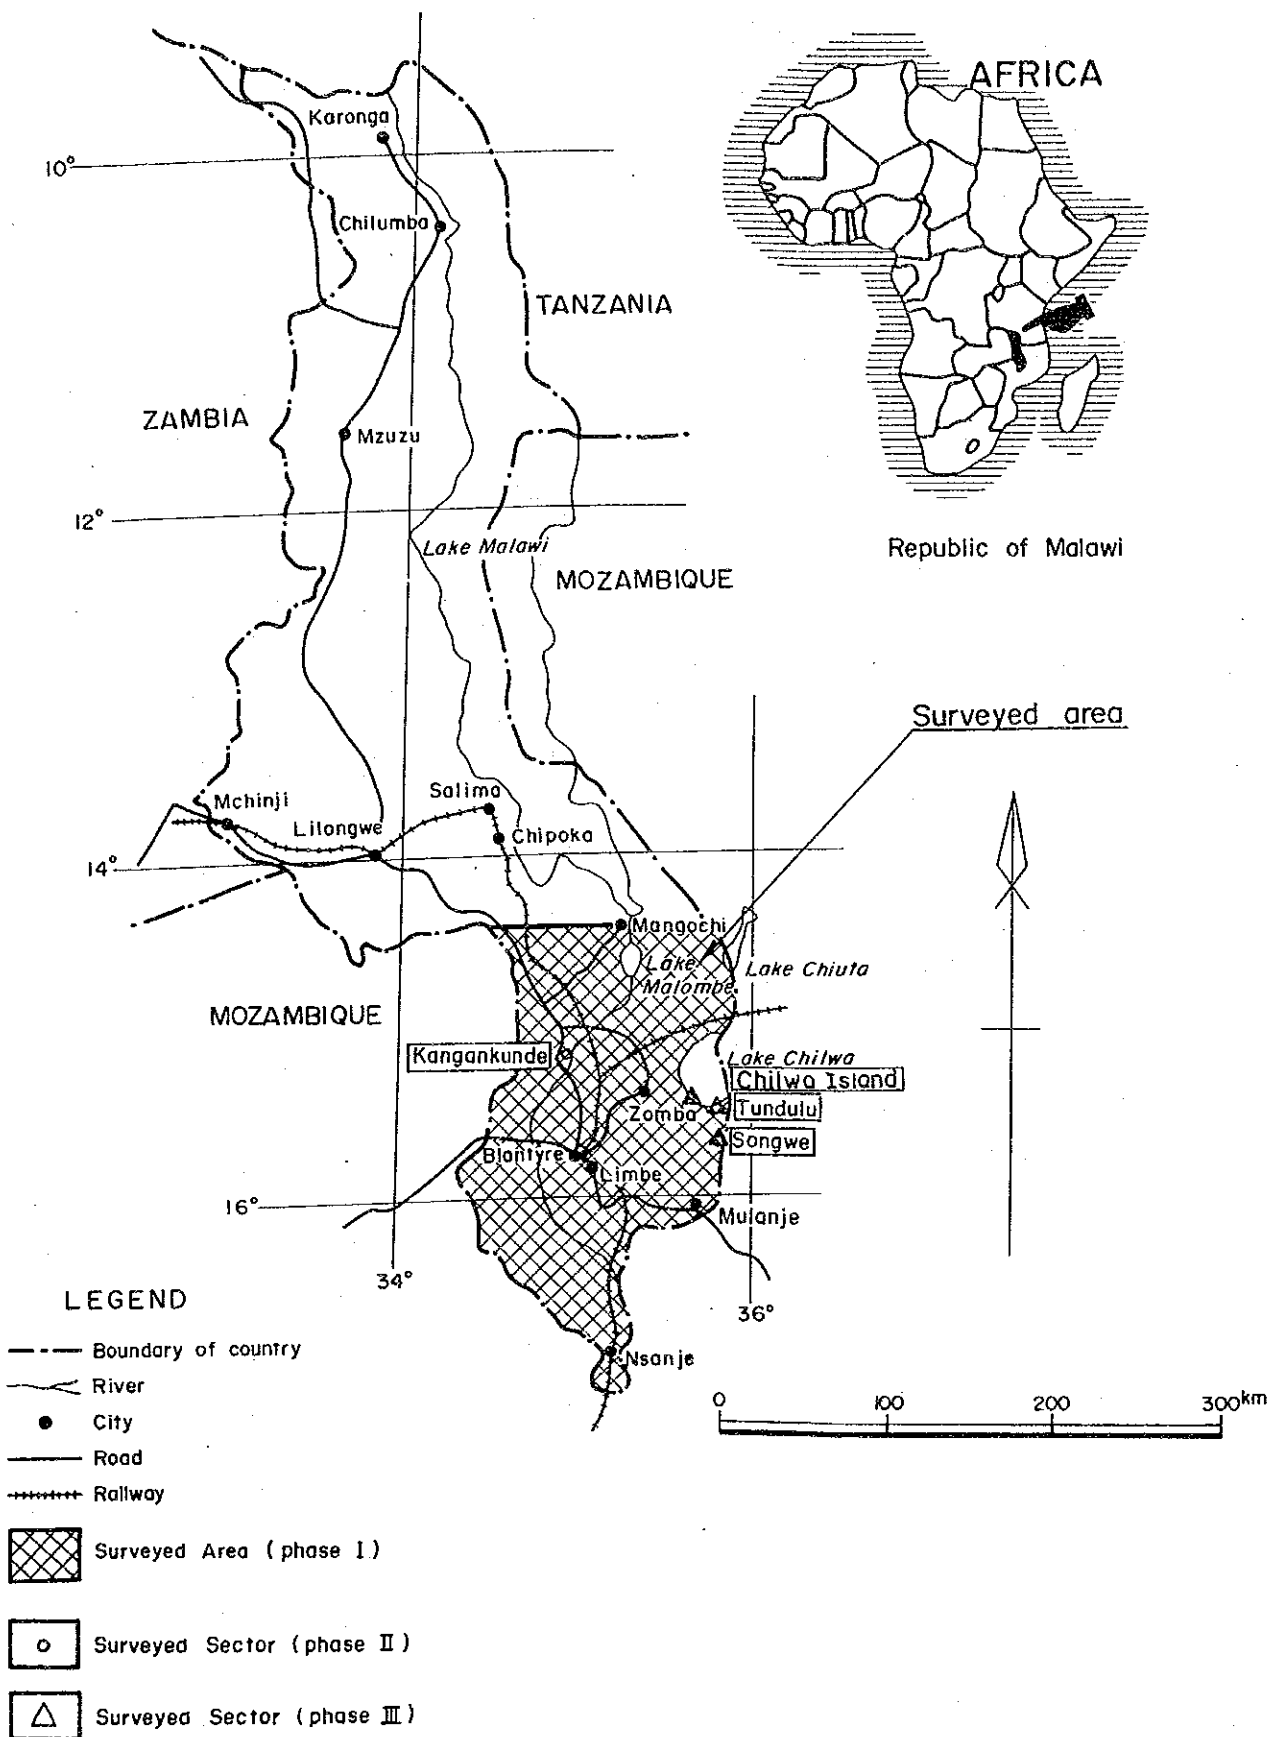 AFRICA
Karonga
10°
Chilumba
TANZANIA
ZAMBIA
Mzuzu
12°
Lake Malawi
Republic of Malawi
MOZAMBIQUE
Surveyed area
Salima
Mchinji
Lilongwe
Chipoka
14°
Mangochi
Lake
Malombe
Lake Chiuta
MOZAMBIQUE
Kangankunde
Lake Chilwa
Chilwa Island
Zomba
Tundulu
Songwe
Blantyre
Limbe
16°
Mulanje
34°
36°
Nsanje
LEGEND
Boundary of country
River
City
Road
Railway
Surveyed Area (phase I)
Surveyed Sector (phase II)
Surveyed Sector (phase III)
0 100 200 300km